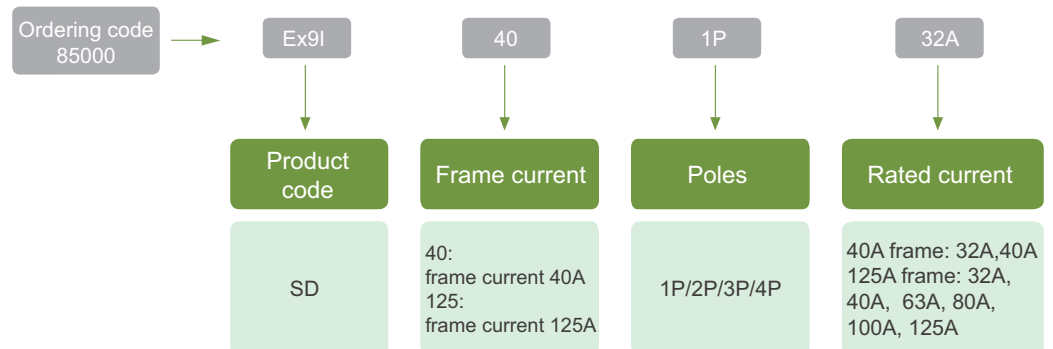 Ordering code
85000
Ex9I
40
1P
32A
Product
code
Frame current
Poles
Rated current
SD
40:
frame current 40A
125:
frame current 125A
1P/2P/3P/4P
40A frame: 32A,40A
125A frame: 32A,
40A, 63A, 80A,
100A, 125A